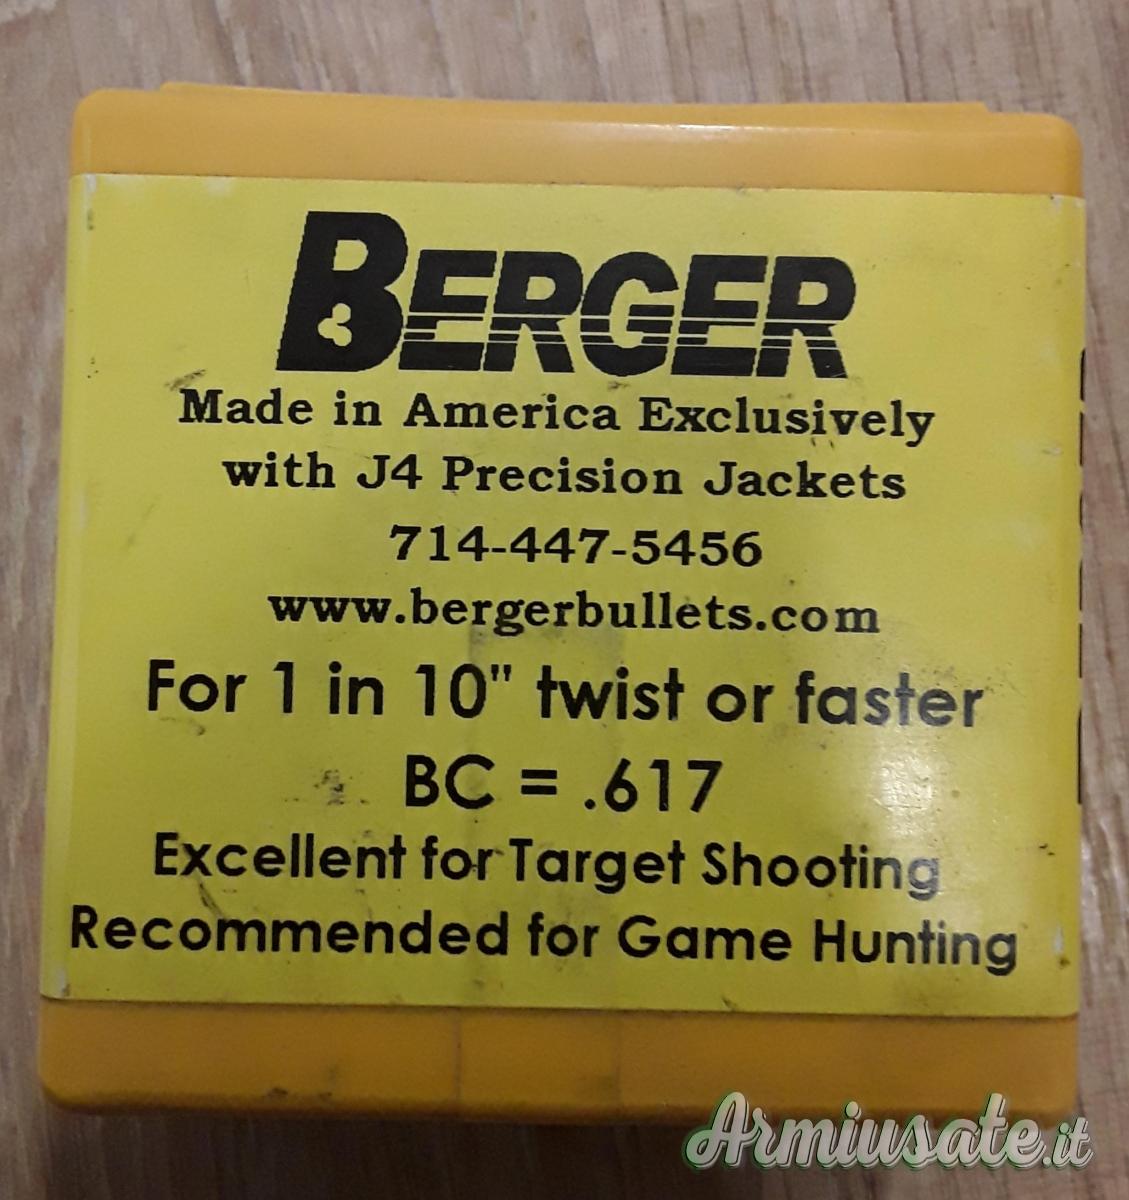 BERGER
Made in America Exclusively
with J4 Precision Jackets
714-447-5456
www.bergerbullets.com
For 1 in 10" twist or faster
BC = .617
Excellent for Target Shooting
Recommended for Game Hunting
Armiusate.it